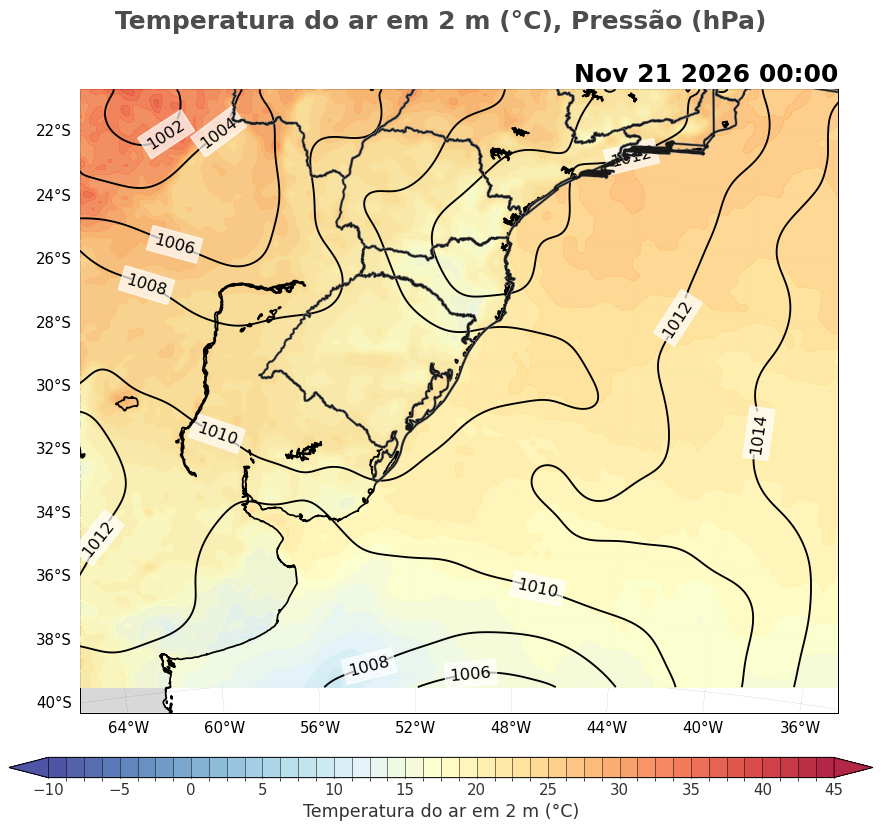 Temperatura do ar em 2 m (°C), Pressão (hPa)
Nov 21 2026 00:00
22°S
24°S
26°S
28°S
30°S
32°S
34°S
36°S
38°S
40°S
1002
1004
1006
1008
1010
1012
1012
1012
1014
1010
1008
1006
64°W 60°W 56°W 52°W 48°W 44°W 40°W 36°W
−10 −5 0 5 10 15 20 25 30 35 40 45
Temperatura do ar em 2 m (°C)